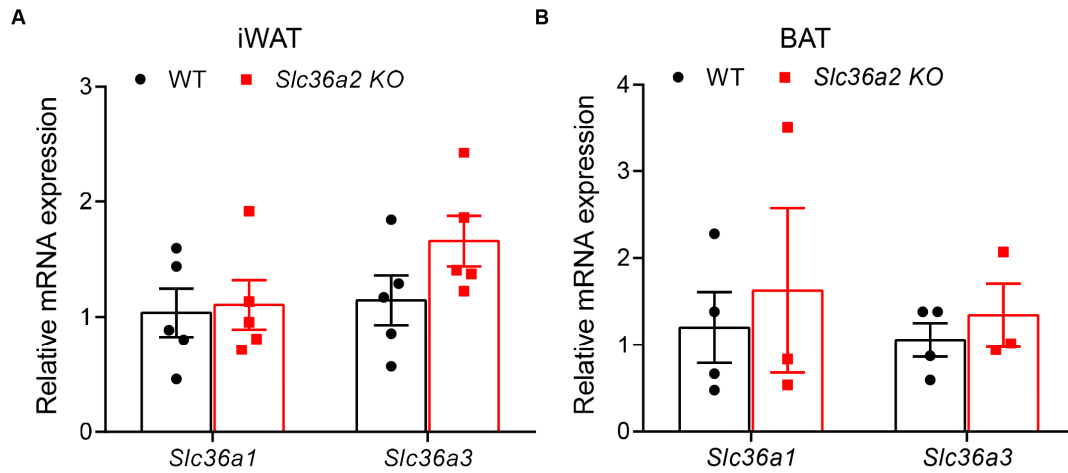 A
iWAT
WT
Slc36a2 KO
Relative mRNA expression
3
2
1
0
Slc36a1
Slc36a3
B
BAT
WT
Slc36a2 KO
Relative mRNA expression
4
3
2
1
0
Slc36a1
Slc36a3